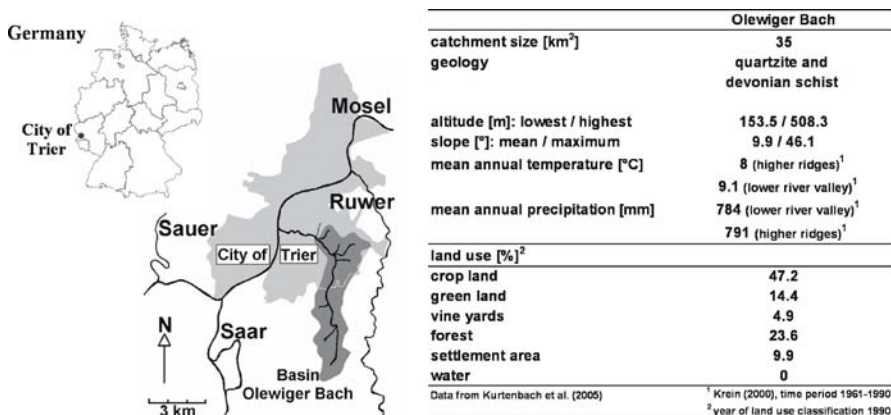 Germany
City of
Trier
Mosel
Ruwer
Sauer
City of Trier
Saar
N
3 km
Basin
Olewiger Bach
Olewiger Bach
catchment size [km²] 35
geology quartzite and
devonian schist
altitude [m]: lowest / highest 153.5 / 508.3
slope [°]: mean / maximum 9.9 / 46.1
mean annual temperature [°C] 8 (higher ridges)¹
9.1 (lower river valley)¹
mean annual precipitation [mm] 784 (lower river valley)¹
791 (higher ridges)¹
land use [%]²
crop land 47.2
green land 14.4
vine yards 4.9
forest 23.6
settlement area 9.9
water 0
Data from Kurtenbach et al. (2005) ¹ Krein (2000), time period 1961-1990
² year of land use classification 1990